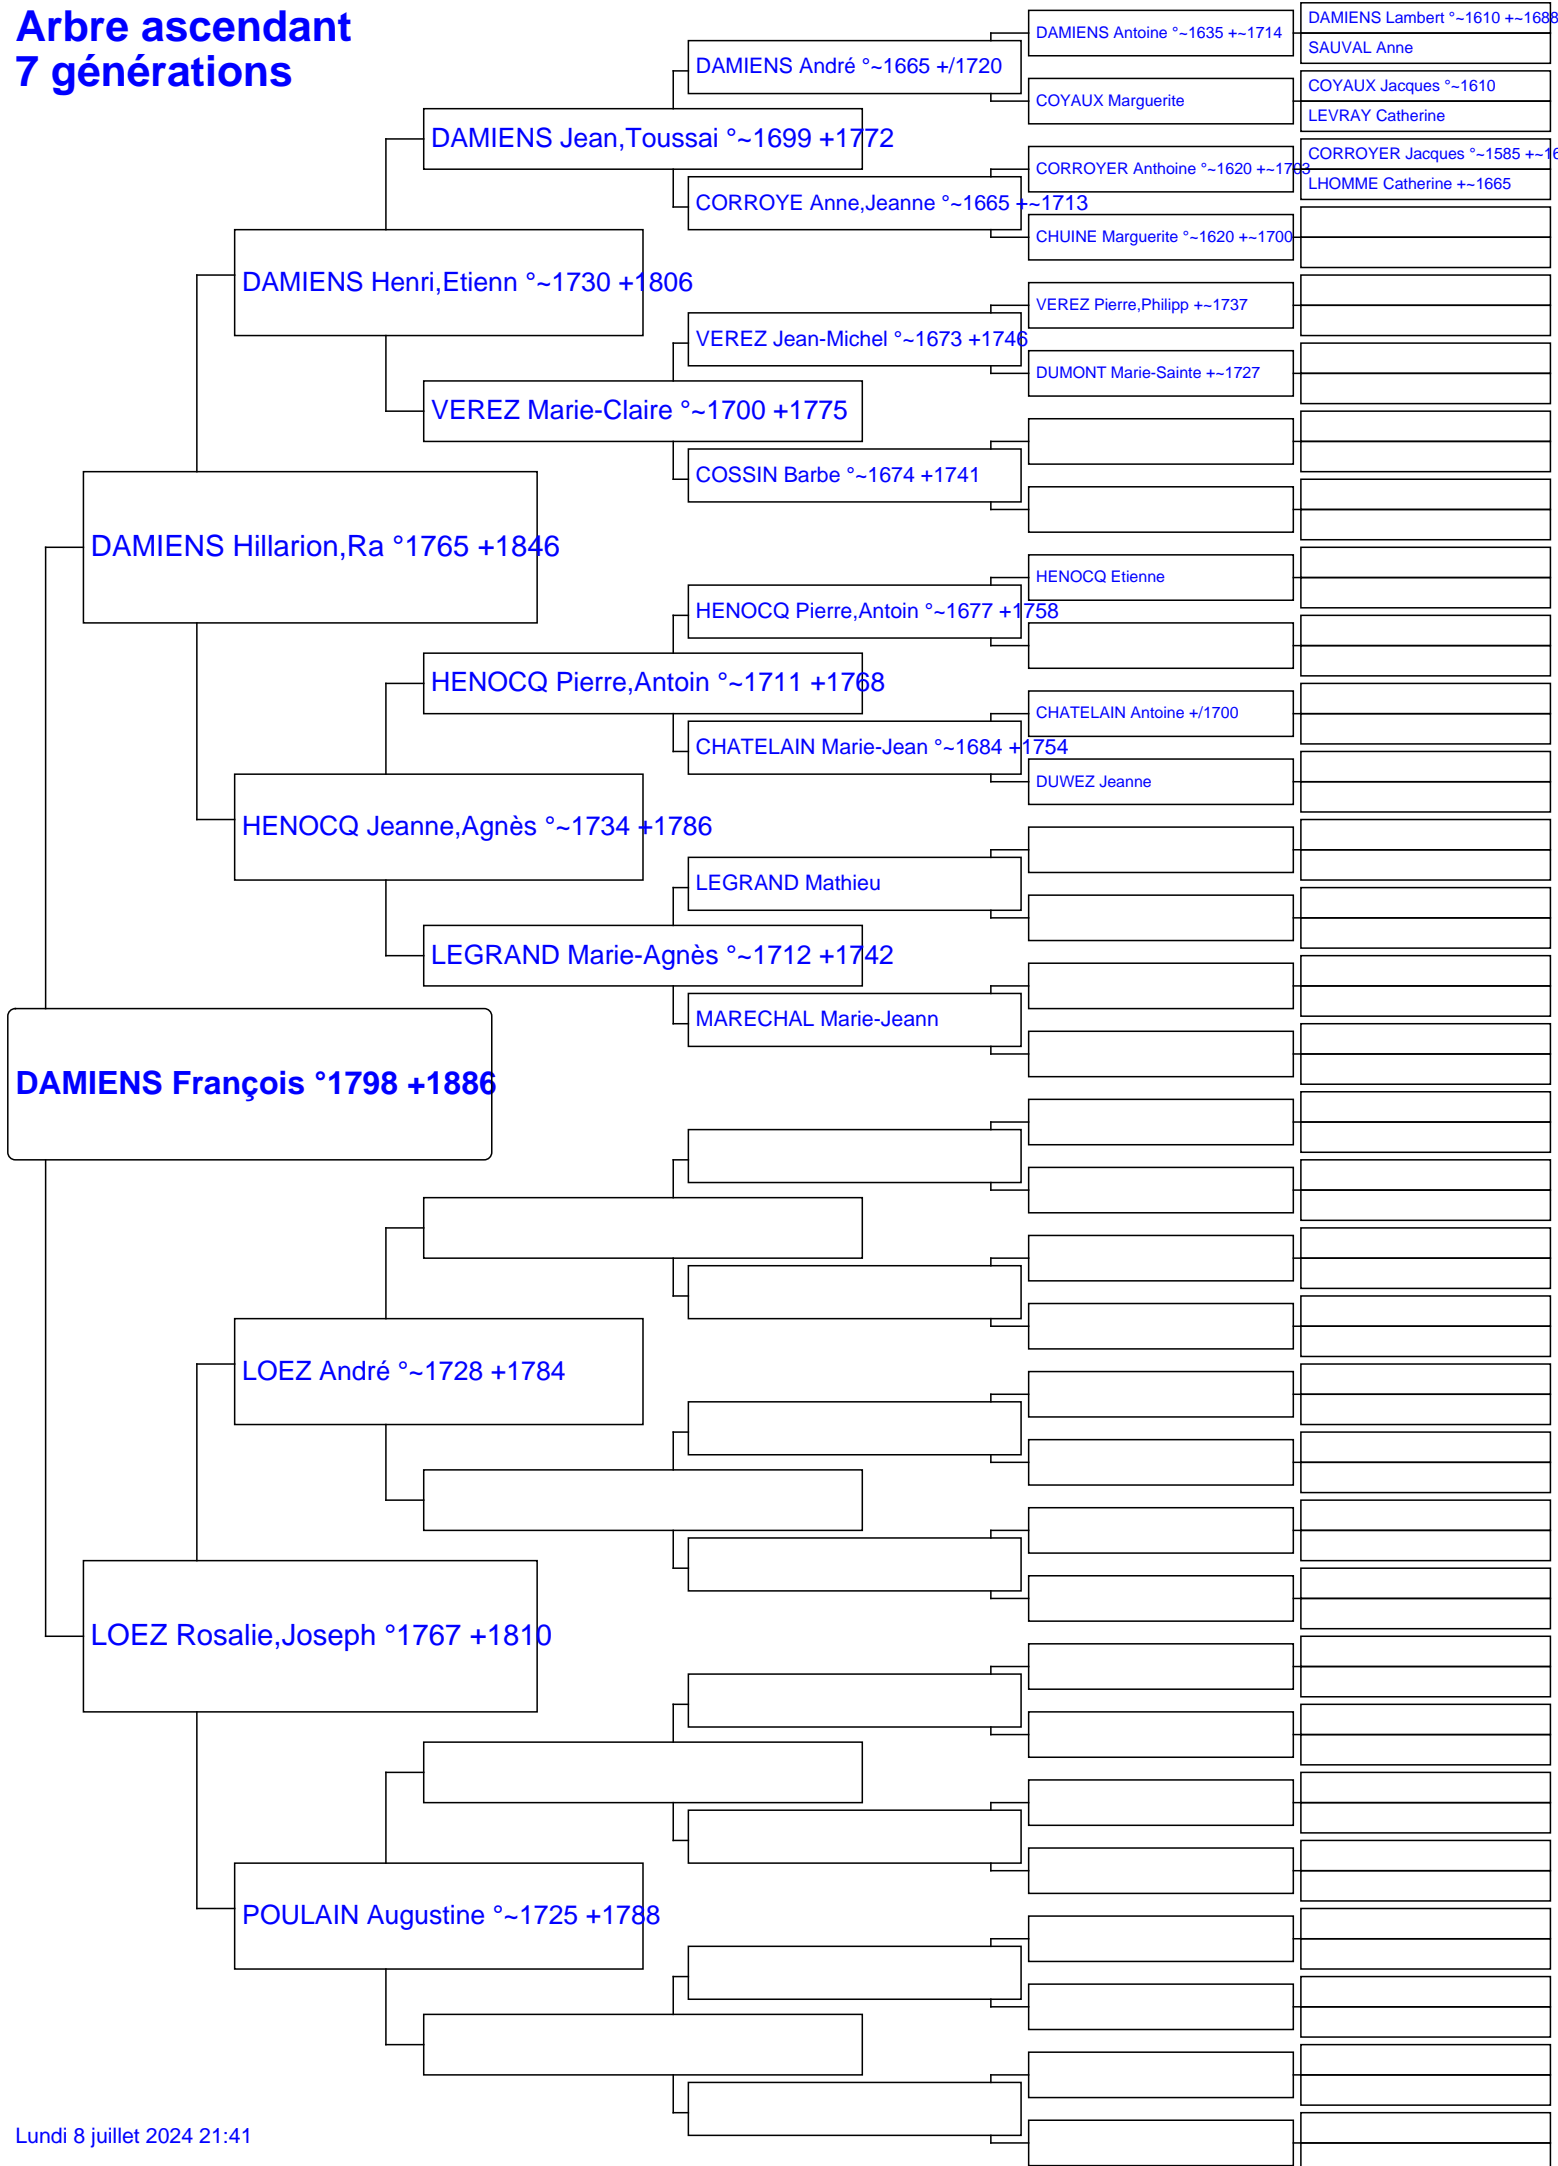 Arbre ascendant
7 générations
DAMIENS Lambert °~1610 +~1688
DAMIENS Antoine °~1635 +~1714
SAUVAL Anne
DAMIENS André °~1665 +/1720
COYAUX Jacques °~1610
COYAUX Marguerite
LEVRAY Catherine
DAMIENS Jean,Toussai °~1699 +1772
CORROYER Jacques °~1585 +~16
CORROYER Anthoine °~1620 +~1703
LHOMME Catherine +~1665
CORROYE Anne,Jeanne °~1665 +~1713
CHUINE Marguerite °~1620 +~1700
DAMIENS Henri,Etienn °~1730 +1806
VEREZ Pierre,Philipp +~1737
VEREZ Jean-Michel °~1673 +1746
DUMONT Marie-Sainte +~1727
VEREZ Marie-Claire °~1700 +1775
COSSIN Barbe °~1674 +1741
DAMIENS Hillarion,Ra °1765 +1846
HENOCQ Etienne
HENOCQ Pierre,Antoin °~1677 +1758
HENOCQ Pierre,Antoin °~1711 +1768
CHATELAIN Antoine +/1700
CHATELAIN Marie-Jean °~1684 +1754
DUWEZ Jeanne
HENOCQ Jeanne,Agnès °~1734 +1786
LEGRAND Mathieu
LEGRAND Marie-Agnès °~1712 +1742
MARECHAL Marie-Jeann
DAMIENS François °1798 +1886
LOEZ André °~1728 +1784
LOEZ Rosalie,Joseph °1767 +1810
POULAIN Augustine °~1725 +1788
Lundi 8 juillet 2024 21:41